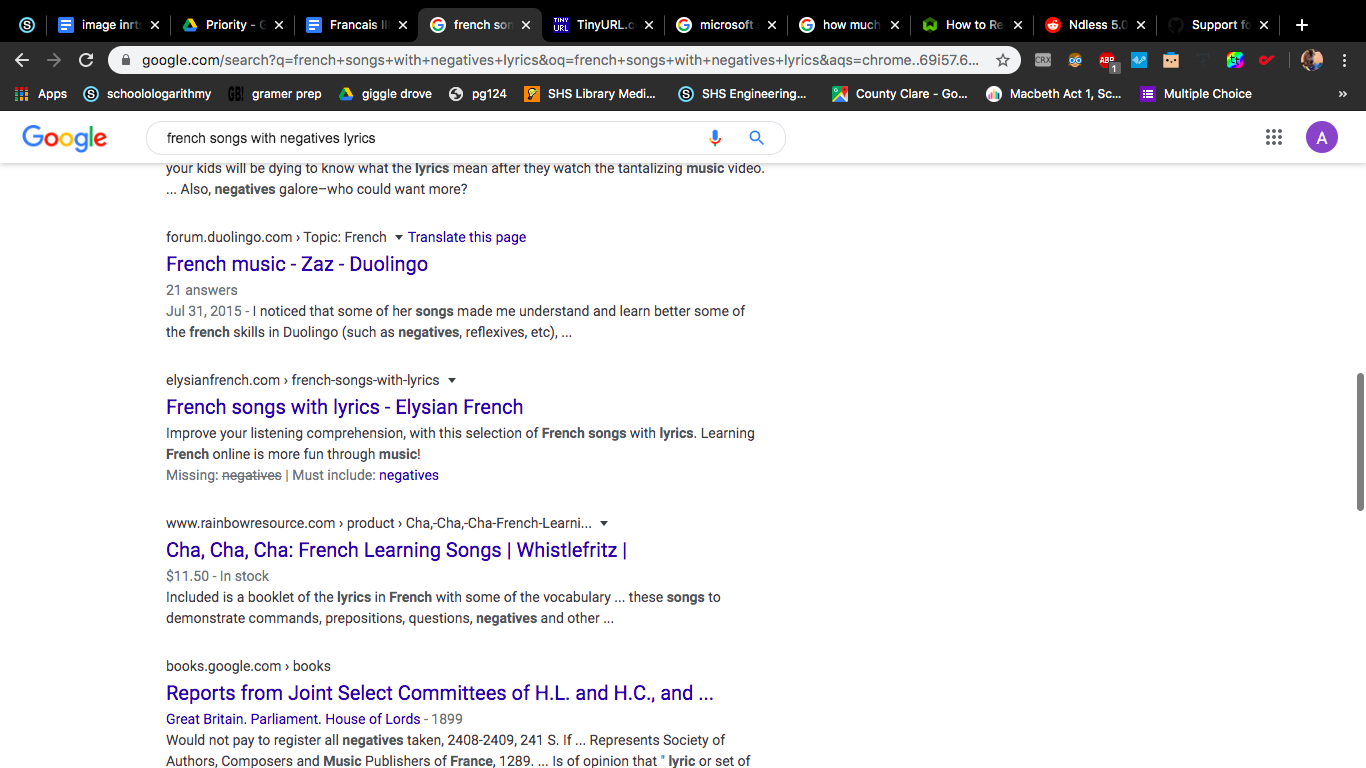 image inrt
Priority - G
Francais II
french son
TINY
URL
TinyURL.c
microsoft
how much
How to Re
Ndless 5.0
Support fo
google.com/search?q=french+songs+with+negatives+lyrics&oq=french+songs+with+negatives+lyrics&aqs=chrome..69i57.6...
CRX
ABP
1
Apps
schoolologarithmy
GB!
gramer prep
giggle drove
pg124
SHS Library Medi...
SHS Engineering...
County Clare - Go...
Macbeth Act 1, Sc...
Multiple Choice
»
Google
french songs with negatives lyrics
A
your kids will be dying to know what the lyrics mean after they watch the tantalizing music video.
... Also, negatives galore–who could want more?
forum.duolingo.com › Topic: French ▼ Translate this page
French music - Zaz - Duolingo
21 answers
Jul 31, 2015 - I noticed that some of her songs made me understand and learn better some of
the french skills in Duolingo (such as negatives, reflexives, etc), ...
elysianfrench.com › french-songs-with-lyrics ▼
French songs with lyrics - Elysian French
Improve your listening comprehension, with this selection of French songs with lyrics. Learning
French online is more fun through music!
Missing: negatives | Must include: negatives
www.rainbowresource.com › product › Cha,-Cha,-Cha-French-Learni... ▼
Cha, Cha, Cha: French Learning Songs | Whistlefritz |
$11.50 - In stock
Included is a booklet of the lyrics in French with some of the vocabulary ... these songs to
demonstrate commands, prepositions, questions, negatives and other ...
books.google.com › books
Reports from Joint Select Committees of H.L. and H.C., and ...
Great Britain. Parliament. House of Lords - 1899
Would not pay to register all negatives taken, 2408-2409, 241 S. If ... Represents Society of
Authors, Composers and Music Publishers of France, 1289. ... Is of opinion that " lyric or set of